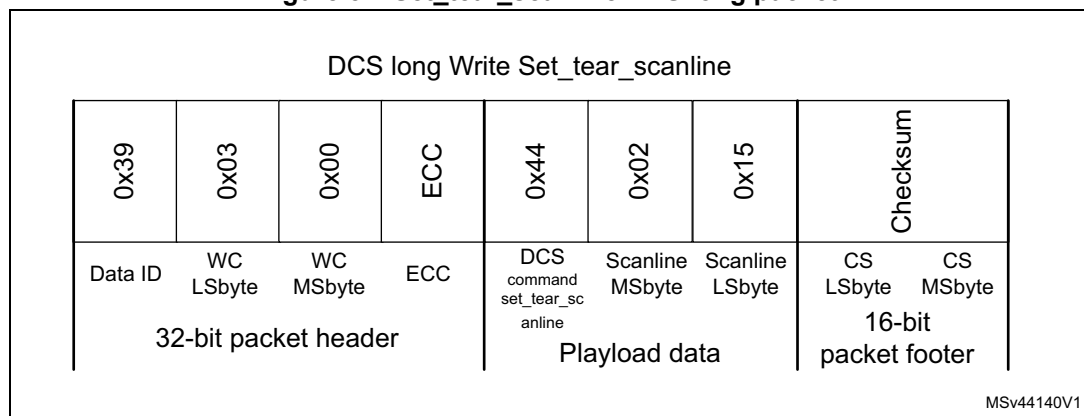 DCS long Write Set_tear_scanline
0x39 0x03 0x00 ECC 0x44 0x02 0x15 Checksum
Data ID WC LSbyte WC MSbyte ECC DCS command set_tear_sc anline Scanline MSbyte Scanline LSbyte CS LSbyte CS MSbyte
32-bit packet header Playload data 16-bit packet footer
MSv44140V1